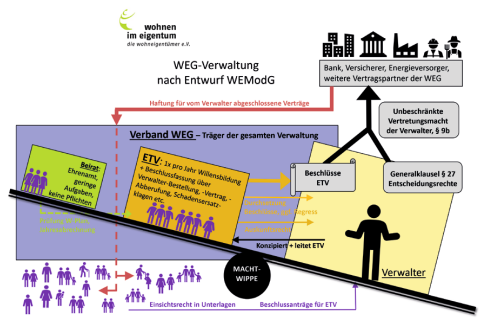 wohnen
im eigentum
die wohneigentümer e.V.
WEG-Verwaltung
nach Entwurf WEModG
Bank, Versicherer, Energieversorger,
weitere Vertragspartner der WEG
Haftung für vom Verwalter abgeschlossene Verträge
Unbeschränkte
Vertretungsmacht
der Verwalter, § 9b
Verband WEG – Träger der gesamten Verwaltung
Beirat:
Ehrenamt,
geringe
Aufgaben,
keine Pflichten
ETV: 1x pro Jahr Willensbildung
+ Beschlussfassung über
Verwalter-Bestellung, -Vertrag, -
Abberufung, Schadensersatz-
klagen etc.
Beschlüsse
ETV
Generalklausel § 27
Entscheidungsrechte
Konzipiert + leitet ETV
Verwalter
MACHT-
WIPPE
Einsichtsrecht in Unterlagen
Beschlussanträge für ETV